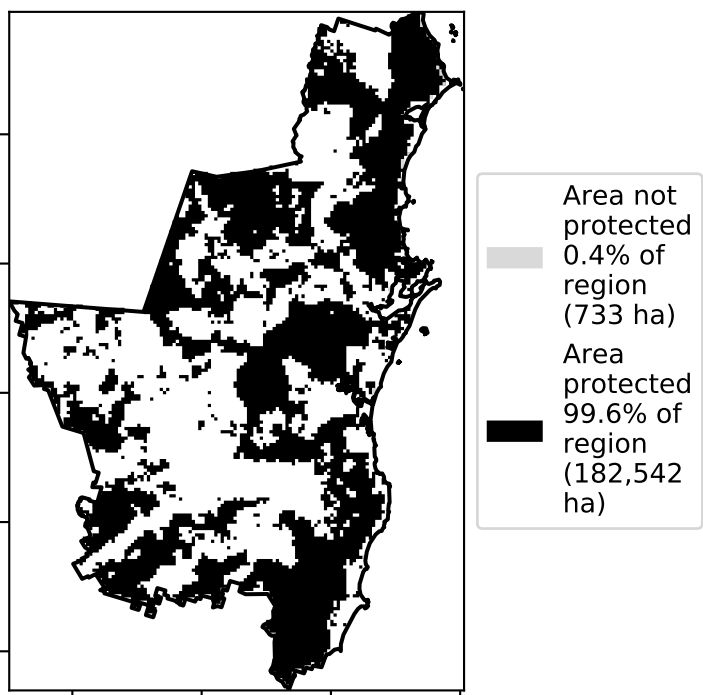 Area not
protected
0.4% of
region
(733 ha)
Area
protected
99.6% of
region
(182,542
ha)